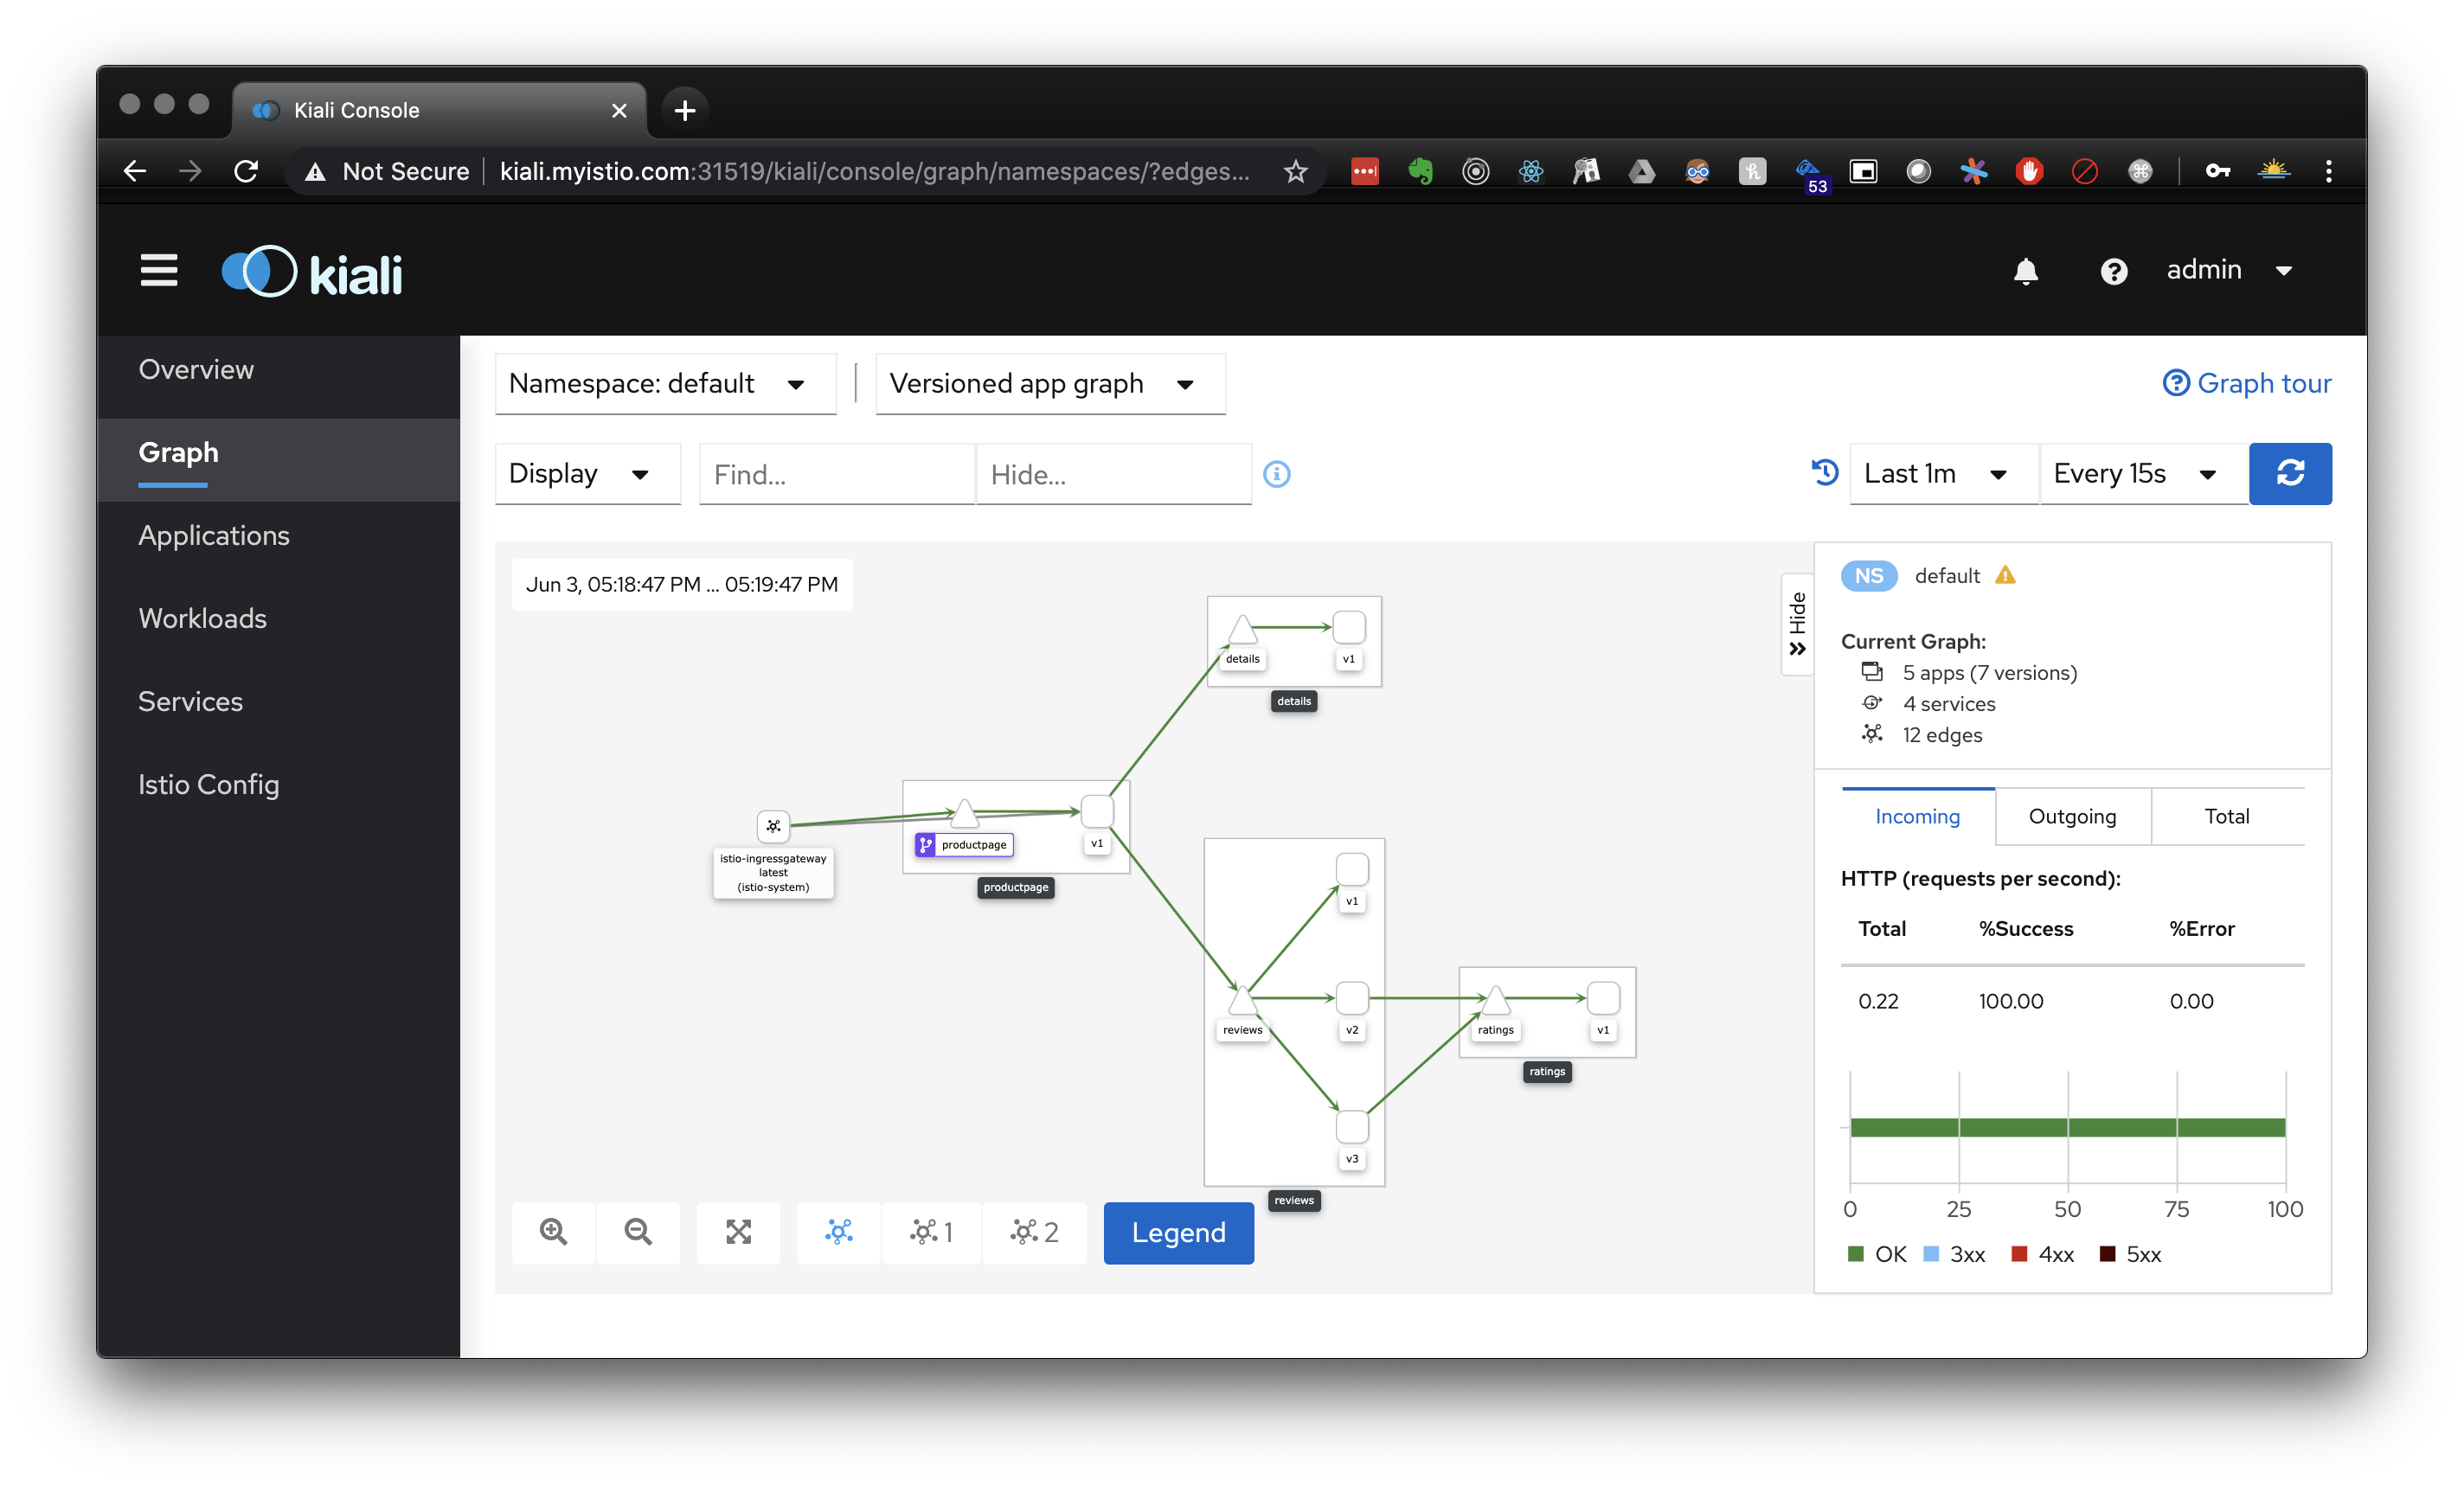 Kiali Console
Not Secure
kiali.myistio.com:31519/kiali/console/graph/namespaces/?edges...
53
kiali
admin
Overview
Graph
Applications
Workloads
Services
Istio Config
Namespace: default
Versioned app graph
Graph tour
Display
Find...
Hide...
Last 1m
Every 15s
Jun 3, 05:18:47 PM ... 05:19:47 PM
details
v1
details
istio-ingressgateway
latest
(istio-system)
productpage
v1
productpage
v1
reviews
v2
v3
reviews
ratings
v1
ratings
1
2
Legend
Hide
NS default
Current Graph:
5 apps (7 versions)
4 services
12 edges
Incoming
Outgoing
Total
HTTP (requests per second):
Total %Success %Error
0.22 100.00 0.00
0 25 50 75 100
OK 3xx 4xx 5xx